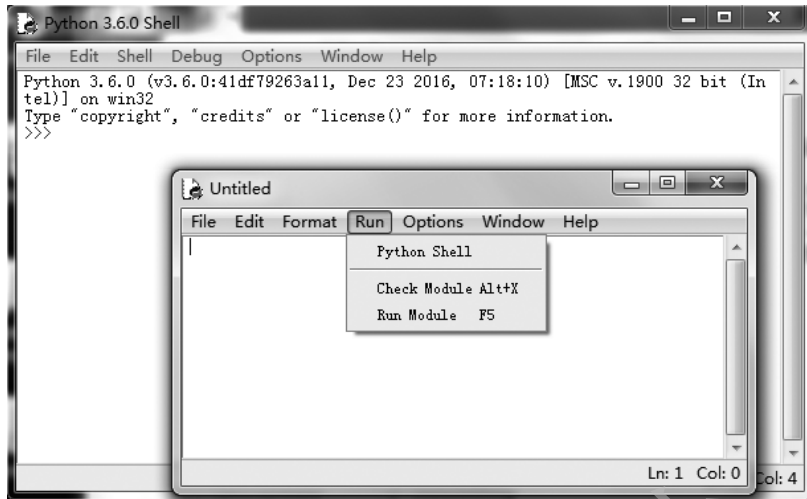 Python 3.6.0 Shell
File Edit Shell Debug Options Window Help
Python 3.6.0 (v3.6.0:41df79263a11, Dec 23 2016, 07:18:10) [MSC v.1900 32 bit (In
tel)] on win32
Type "copyright", "credits" or "license()" for more information.
>>>
Untitled
File Edit Format Run Options Window Help
Python Shell
Check Module Alt+X
Run Module F5
Ln: 1 Col: 0
Col: 4